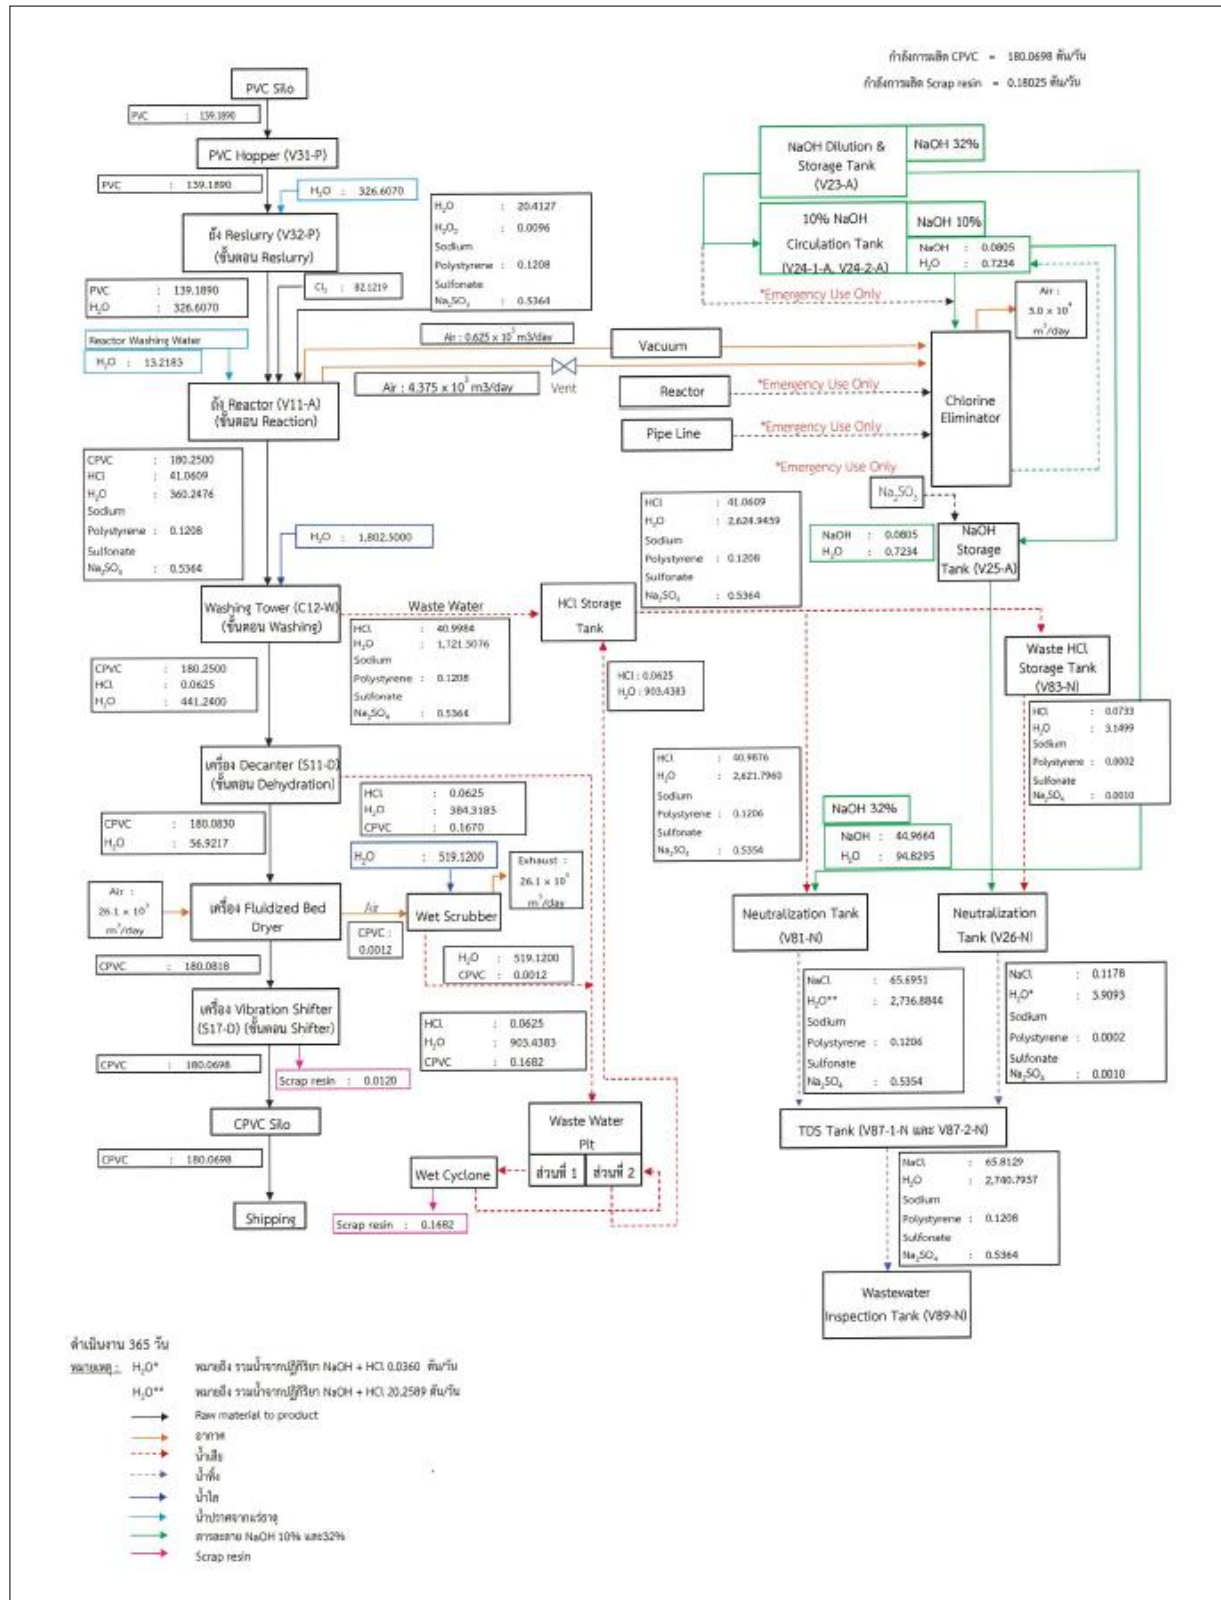 กำลังการผลิต CPVC = 180.0698 ตัน/วัน
กำลังการผลิต Scrap resin = 0.18025 ตัน/วัน
PVC Silo
PVC : 139.1890
PVC Hopper (V31-P)
PVC : 139.1890
H₂O : 326.6070
ถัง Reslurry (V32-P)
(ขั้นตอน Reslurry)
PVC : 139.1890
H₂O : 326.6070
Cl₂ : 82.1219
H₂O : 20.4127
H₂O₂ : 0.0096
Sodium
Polystyrene : 0.1208
Sulfonate
Na₂SO₄ : 0.5364
Reactor Washing Water
H₂O : 13.2183
ถัง Reactor (V11-A)
(ขั้นตอน Reaction)
Air : 0.625 x 10³ m3/day
Air : 4.375 x 10³ m3/day
Vacuum
Vent
Reactor
Pipe Line
*Emergency Use Only
*Emergency Use Only
*Emergency Use Only
*Emergency Use Only
NaOH Dilution &
Storage Tank
(V23-A)
NaOH 32%
10% NaOH
Circulation Tank
(V24-1-A, V24-2-A)
NaOH 10%
NaOH : 0.0805
H₂O : 0.7234
Air :
m³/day
Chlorine
Eliminator
Na₂SO₃
NaOH : 0.0805
H₂O : 0.7234
NaOH
Storage
Tank (V25-A)
CPVC : 180.2500
HCl : 41.0609
H₂O : 360.2476
Sodium
Polystyrene : 0.1208
Sulfonate
Na₂SO₄ : 0.5364
H₂O : 1,802.5000
Washing Tower (C12-W)
(ขั้นตอน Washing)
Waste Water
HCl : 40.9984
H₂O : 1,721.5076
Sodium
Polystyrene : 0.1208
Sulfonate
Na₂SO₄ : 0.5364
HCl Storage
Tank
HCl : 41.0609
H₂O : 2,624.9459
Sodium
Polystyrene : 0.1208
Sulfonate
Na₂SO₄ : 0.5364
HCl : 0.0625
H₂O : 903.4383
Waste HCl
Storage Tank
(V83-N)
HCl : 0.0733
H₂O : 3.1499
Sodium
Polystyrene : 0.0002
Sulfonate
Na₂SO₄ : 0.0010
CPVC : 180.2500
HCl : 0.0625
H₂O : 441.2400
เครื่อง Decanter (S11-D)
(ขั้นตอน Dehydration)
HCl : 0.0625
H₂O : 384.3183
CPVC : 0.1670
HCl : 40.9876
H₂O : 2,621.7960
Sodium
Polystyrene : 0.1206
Sulfonate
Na₂SO₄ : 0.5354
NaOH 32%
NaOH : 44.9664
H₂O : 94.8295
CPVC : 180.0830
H₂O : 56.9217
H₂O : 519.1200
Exhaust :
26.1 x 10³
m³/day
Air :
26.1 x 10³
m³/day
เครื่อง Fluidized Bed
Dryer
Air
CPVC :
0.0012
Wet Scrubber
H₂O : 519.1200
CPVC : 0.0012
Neutralization Tank
(V81-N)
Neutralization
Tank (V26-N)
CPVC : 180.0818
เครื่อง Vibration Shifter
(S17-D) (ขั้นตอน Shifter)
HCl : 0.0625
H₂O : 903.4383
CPVC : 0.1682
NaCl : 65.6951
H₂O** : 2,736.8844
Sodium
Polystyrene : 0.1206
Sulfonate
Na₂SO₄ : 0.5354
NaCl : 0.1178
H₂O* : 3.9093
Sodium
Polystyrene : 0.0002
Sulfonate
Na₂SO₄ : 0.0010
CPVC : 180.0698
Scrap resin : 0.0120
CPVC Silo
CPVC : 180.0698
Shipping
Waste Water
Pit
ส่วนที่ 1 ส่วนที่ 2
Wet Cyclone
Scrap resin : 0.1682
TDS Tank (V87-1-N และ V87-2-N)
NaCl : 65.8129
H₂O : 2,740.7937
Sodium
Polystyrene : 0.1208
Sulfonate
Na₂SO₄ : 0.5364
Wastewater
Inspection Tank (V89-N)
ดำเนินงาน 365 วัน
หมายเหตุ : H₂O* หมายถึง รวมน้ำจากปฏิกิริยา NaOH + HCl 0.0360 ตัน/วัน
H₂O** หมายถึง รวมน้ำจากปฏิกิริยา NaOH + HCl 20.2589 ตัน/วัน
Raw material to product
อากาศ
น้ำเสีย
น้ำทิ้ง
น้ำใส
น้ำปราศจากแร่ธาตุ
สารละลาย NaOH 10% และ32%
Scrap resin